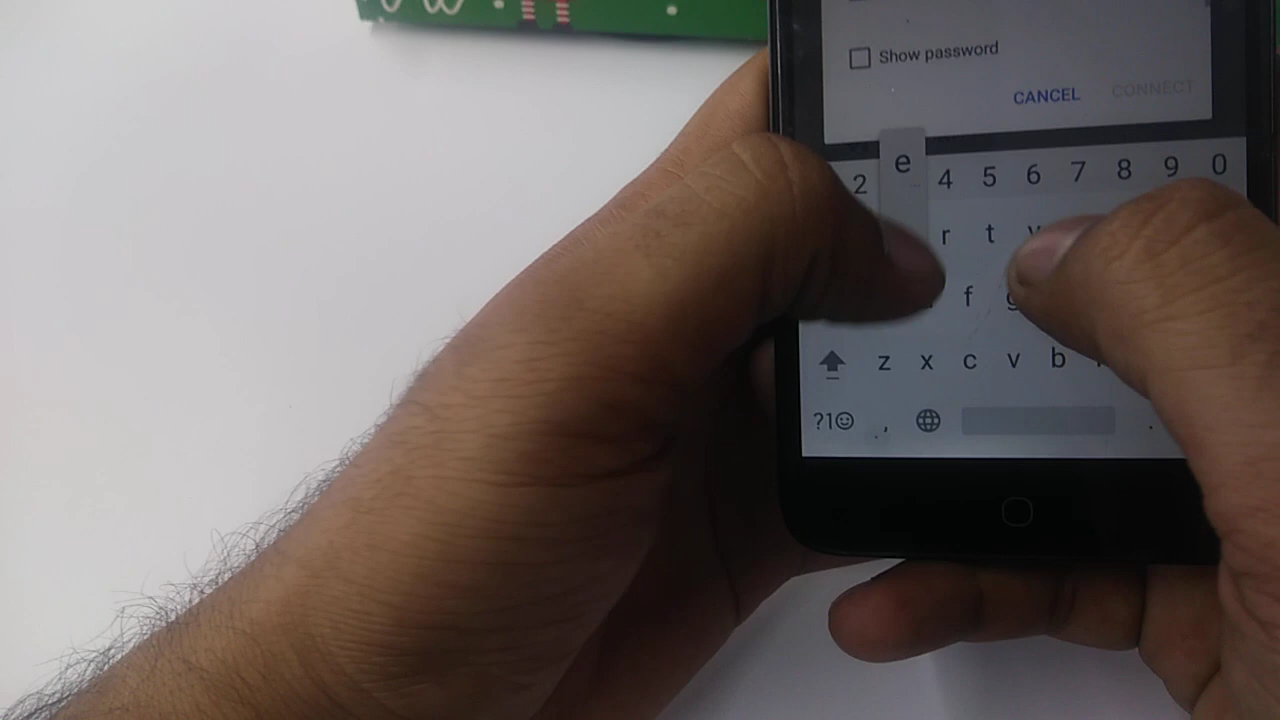 Show password
CANCEL CONNECT
e
2 4 5 6 7 8 9 0
r t y
f g
z x c v b
?1☺ , .